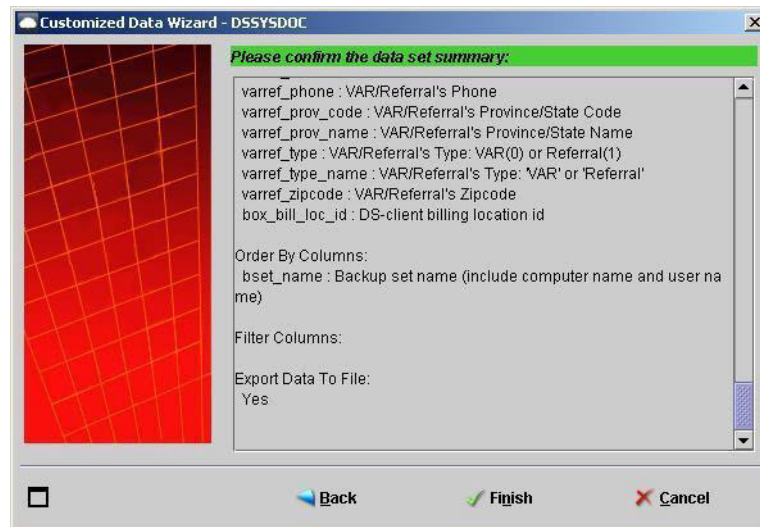 Customized Data Wizard - DSSYSDOC
Please confirm the data set summary:
varref_phone : VAR/Referral's Phone
varref_prov_code : VAR/Referral's Province/State Code
varref_prov_name : VAR/Referral's Province/State Name
varref_type : VAR/Referral's Type: VAR(0) or Referral(1)
varref_type_name : VAR/Referral's Type: 'VAR' or 'Referral'
varref_zipcode : VAR/Referral's Zipcode
box_bill_loc_id : DS-client billing location id
Order By Columns:
bset_name : Backup set name (include computer name and user na
me)
Filter Columns:
Export Data To File:
Yes
Back Finish Cancel